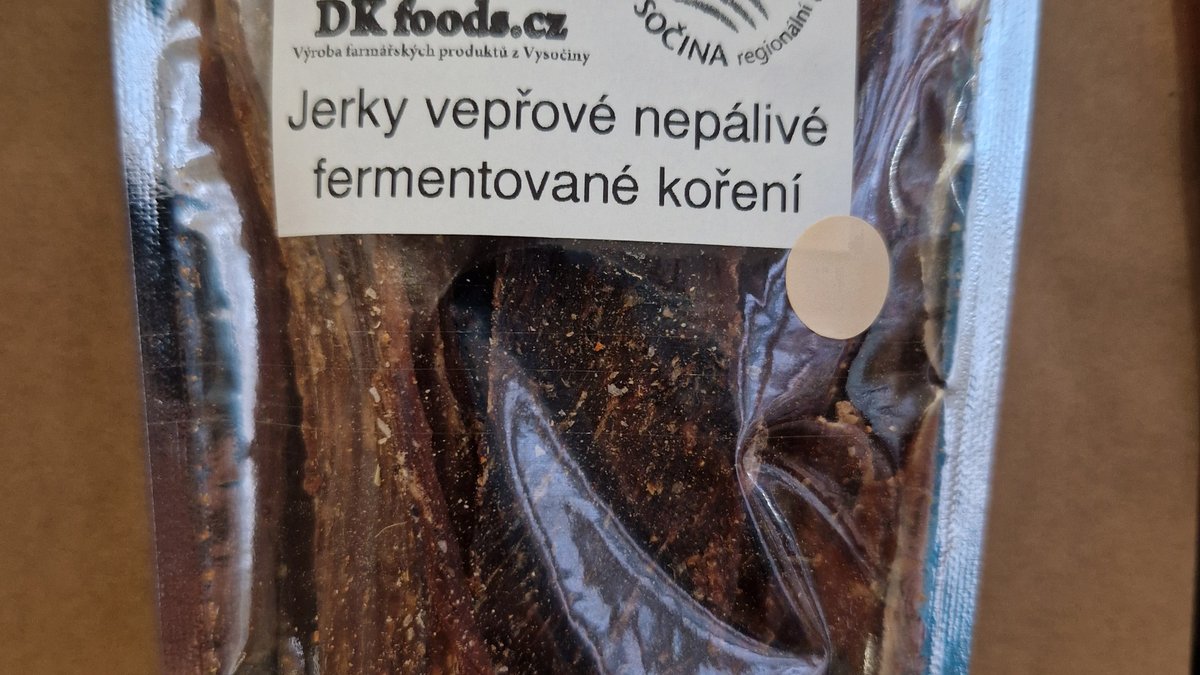 DK foods.cz
Výroba farmářských produktů z Vysočiny
SOČINA regionální
Jerky vepřové nepálivé
fermentované koření